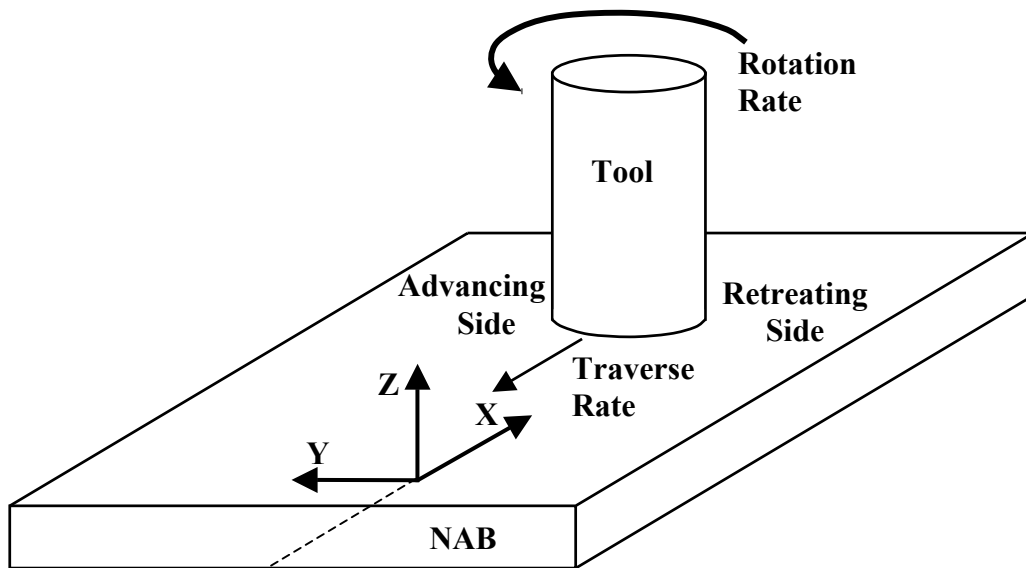 Rotation
Rate
Tool
Advancing
Side
Retreating
Side
Traverse
Rate
Z
X
Y
NAB